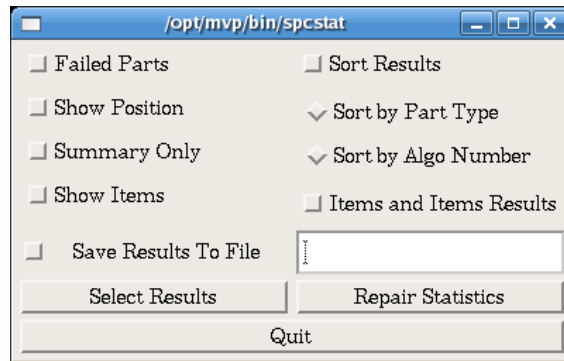 /opt/mvp/bin/spcstat
Failed Parts
Sort Results
Show Position
Sort by Part Type
Summary Only
Sort by Algo Number
Show Items
Items and Items Results
Save Results To File
Select Results
Repair Statistics
Quit